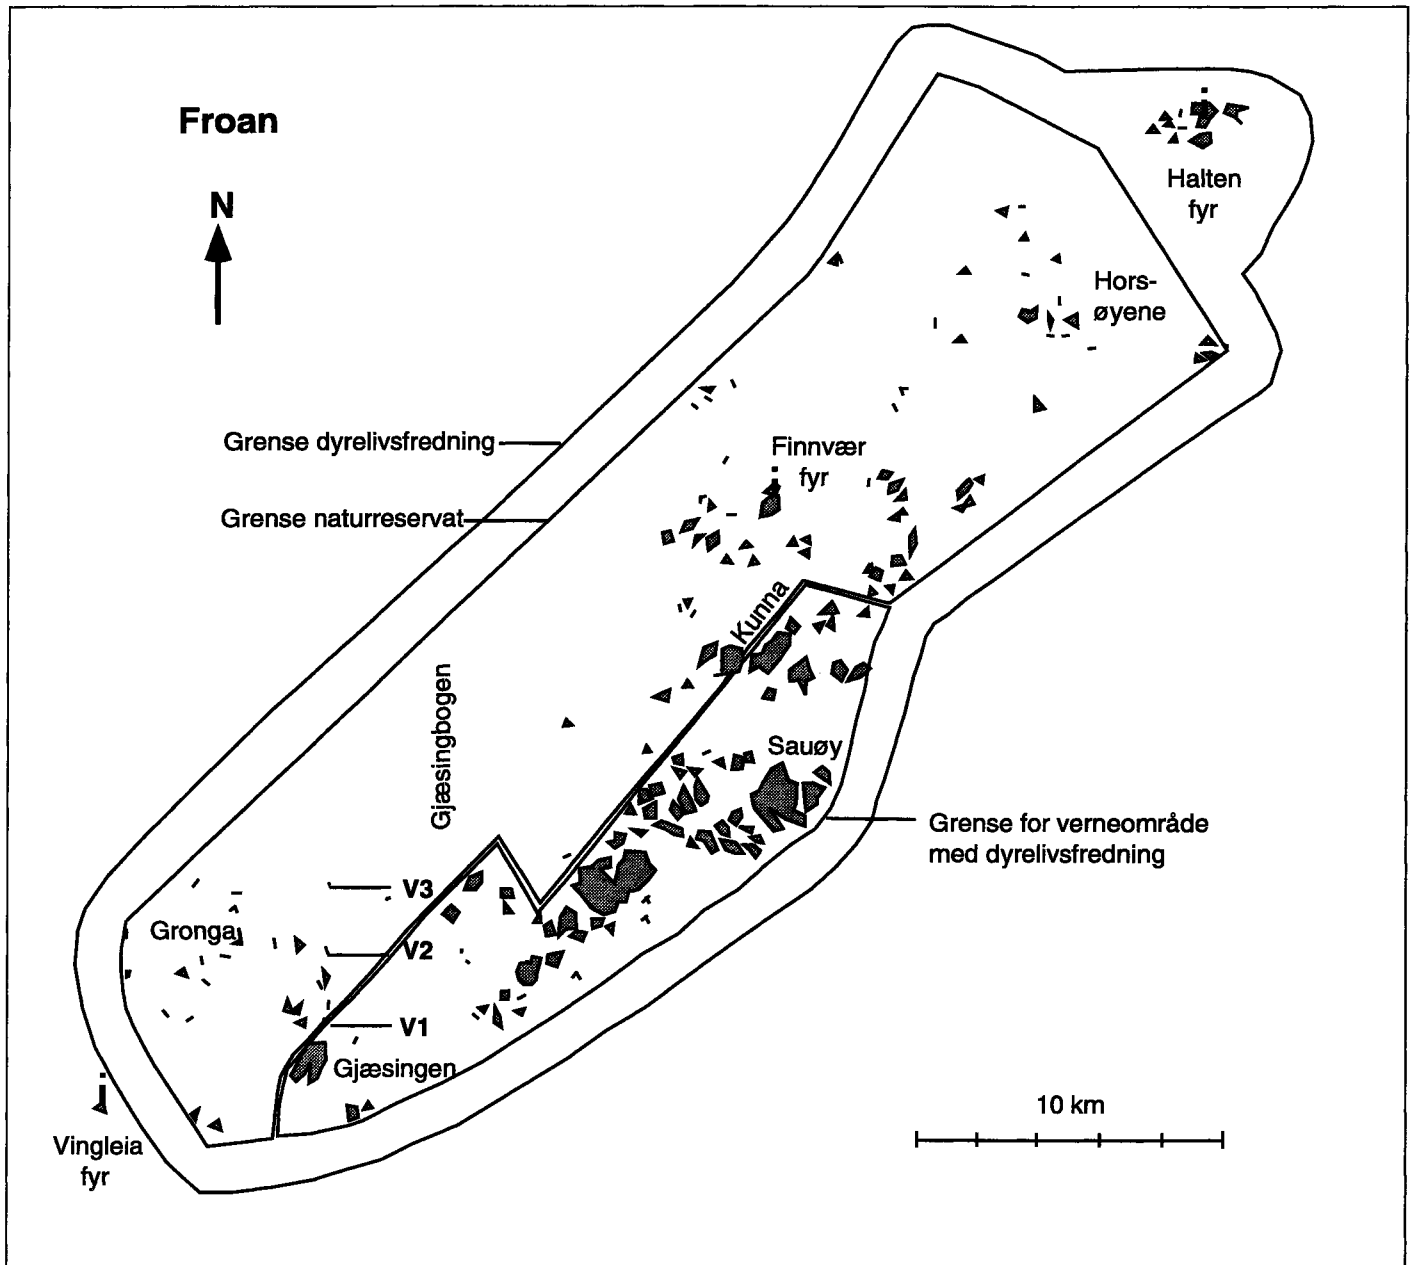 Froan
N
Halten
fyr
Hors-
øyene
Grense dyrelivsfredning
Finnvær
fyr
Grense naturreservat
Kunna
Gjæsingbogen
Sauøy
Grense for verneområde
med dyrelivsfredning
V3
Gronga
V2
V1
Gjæsingen
10 km
Vingleia
fyr